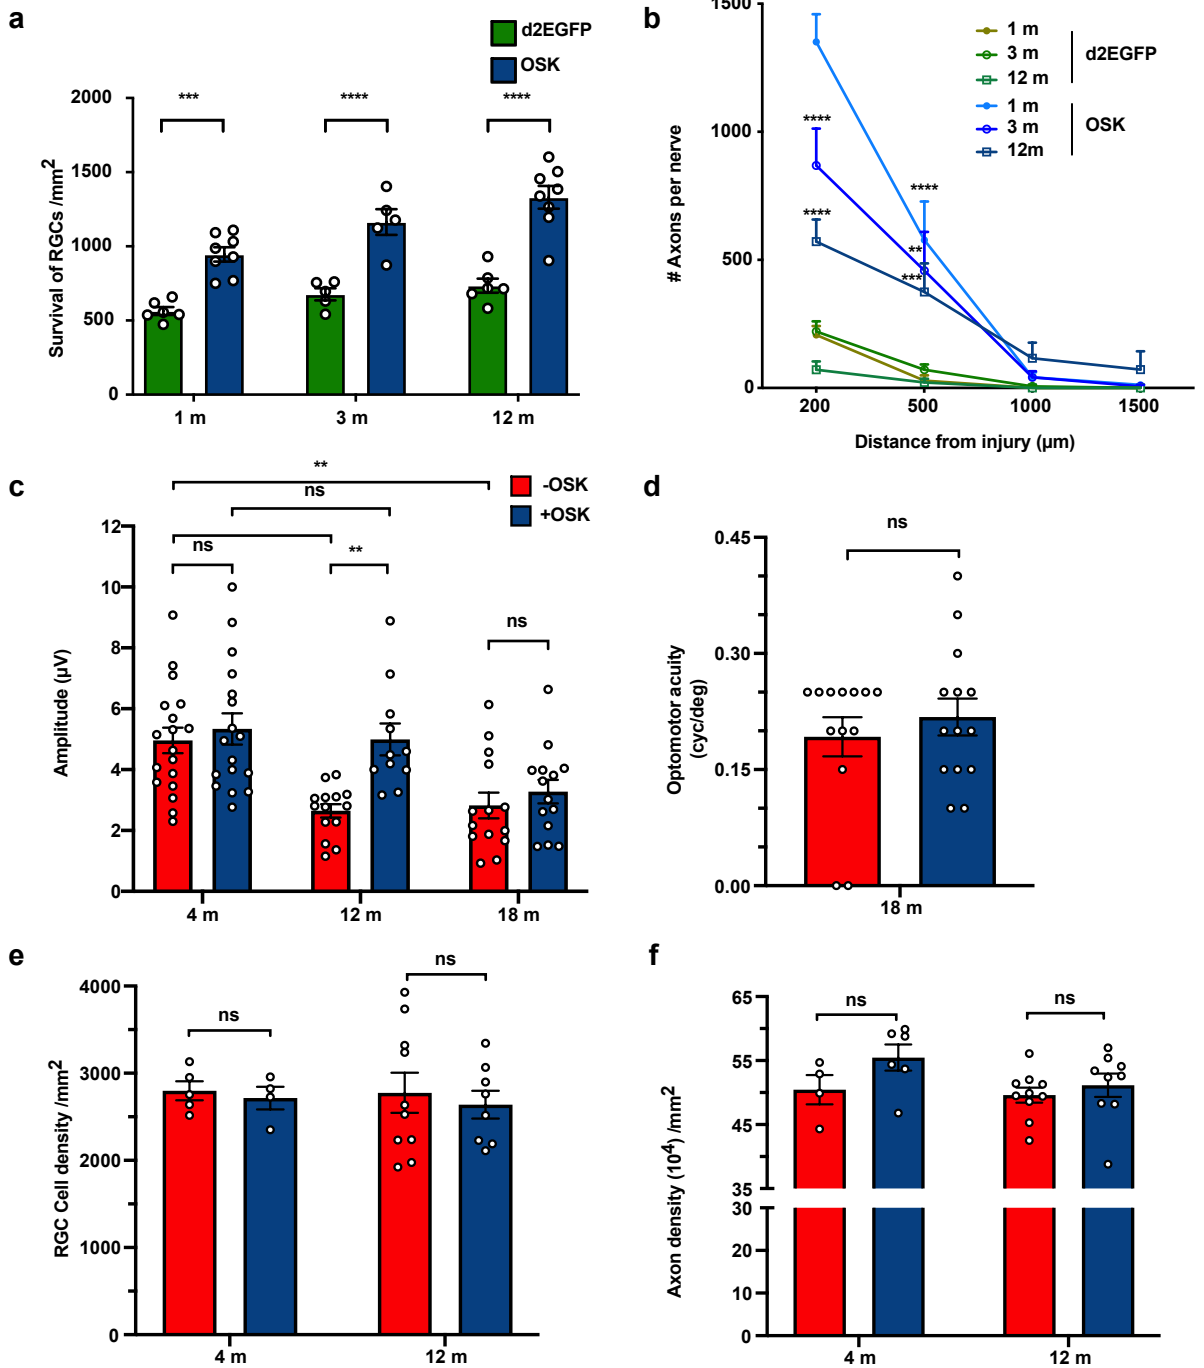 a
d2EGFP
OSK
Survival of RGCs /mm2
2000
1500
1000
500
0
***
****
****
1 m
3 m
12 m
b
# Axons per nerve
1500
1000
500
0
1 m
3 m
12 m
d2EGFP
1 m
3 m
12m
OSK
****
****
****
**
***
200
500
1000
1500
Distance from injury (µm)
c
-OSK
+OSK
Amplitude (µV)
12
10
8
6
4
2
0
**
ns
ns
**
ns
4 m
12 m
18 m
d
Optomotor acuity
(cyc/deg)
0.45
0.30
0.15
0.00
ns
18 m
e
RGC Cell density/mm2
4000
3000
2000
1000
0
ns
ns
4 m
12 m
f
Axon density (104) /mm2
65
55
45
35
30
20
10
0
ns
ns
4 m
12 m